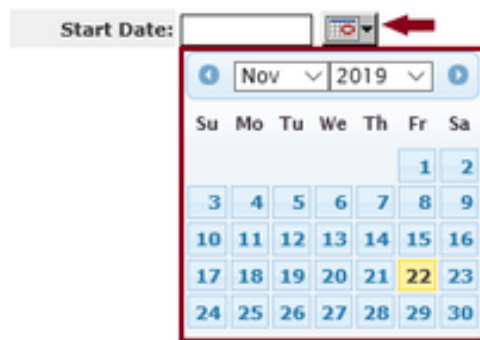 Start Date:
Nov 2019
Su Mo Tu We Th Fr Sa
1 2
3 4 5 6 7 8 9
10 11 12 13 14 15 16
17 18 19 20 21 22 23
24 25 26 27 28 29 30